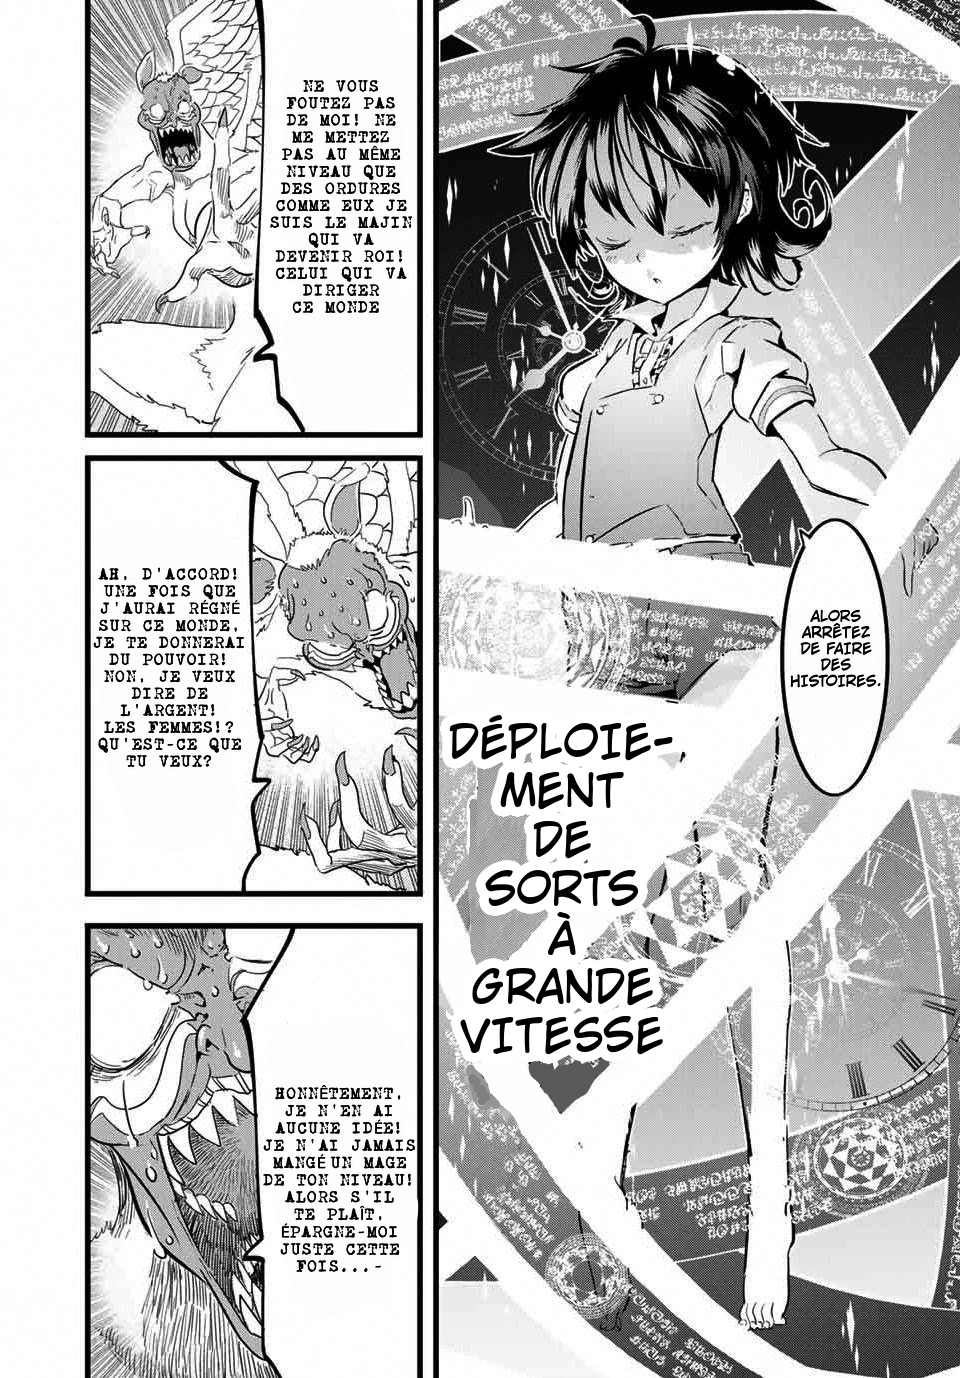 ALORS
ARRÊTEZ
DE FAIRE
DES
HISTOIRES.
DÉPLOIE-
MENT
DE
SORTS
À
GRANDE
VITESSE
NE VOUS
FOUTEZ PAS
DE MOI! NE
ME METTEZ
PAS AU MÊME
NIVEAU QUE
DES ORDURES
COMME EUX JE
SUIS LE MAJIN
QUI VA
DEVENIR ROI!
CELUI QUI VA
DIRIGER
CE MONDE
AH, D'ACCORD!
UNE FOIS QUE
J'AURAI RÉGNÉ
SUR CE MONDE,
JE TE DONNERAI
DU POUVOIR!
NON, JE VEUX
DIRE DE
L'ARGENT!
LES FEMMES!?
QU'EST-CE QUE
TU VEUX?
HONNÊTEMENT,
JE N'EN AI
AUCUNE IDÉE!
JE N'AI JAMAIS
MANGÉ UN MAGE
DE TON NIVEAU!
ALORS S'IL
TE PLAÎT,
ÉPARGNE-MOI
JUSTE CETTE
FOIS...-